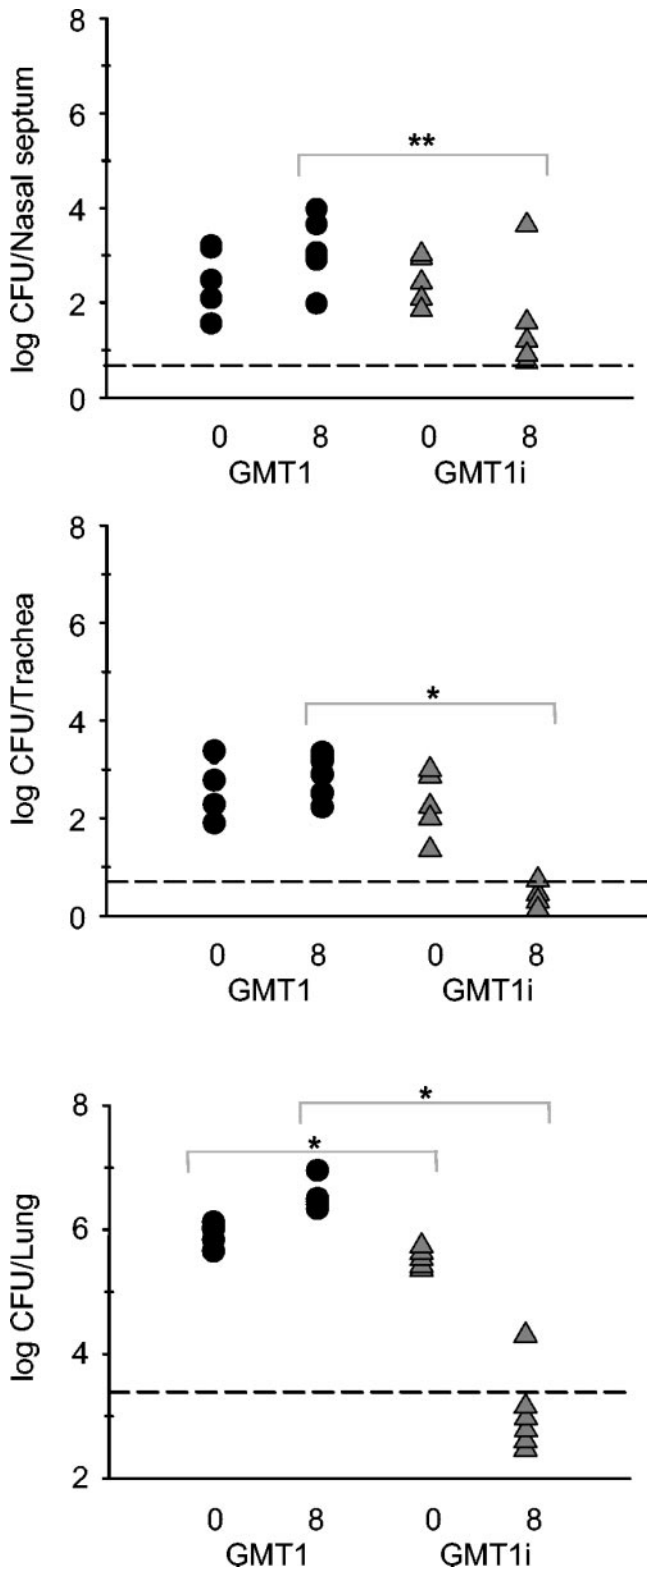 8
6
4
2
0
log CFU/Nasal septum
**
0 8 0 8
GMT1 GMT1i
8
6
4
2
0
log CFU/Trachea
*
0 8 0 8
GMT1 GMT1i
8
6
4
2
log CFU/Lung
*
*
0 8 0 8
GMT1 GMT1i